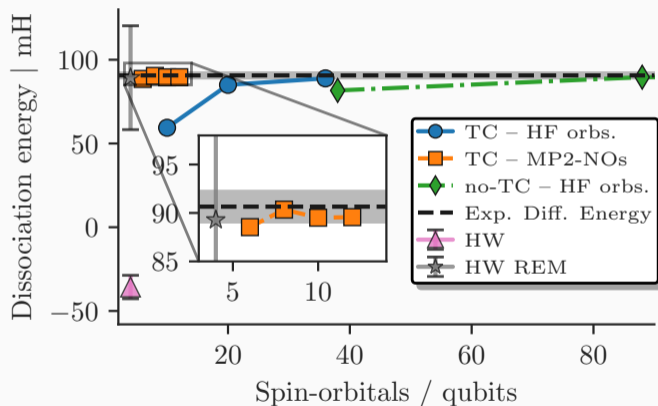 Dissociation energy | mH
100
50
0
−50
95
90
85
5
10
TC – HF orbs.
TC – MP2-NOs
no-TC – HF orbs.
Exp. Diff. Energy
HW
HW REM
20
40
60
80
Spin-orbitals / qubits